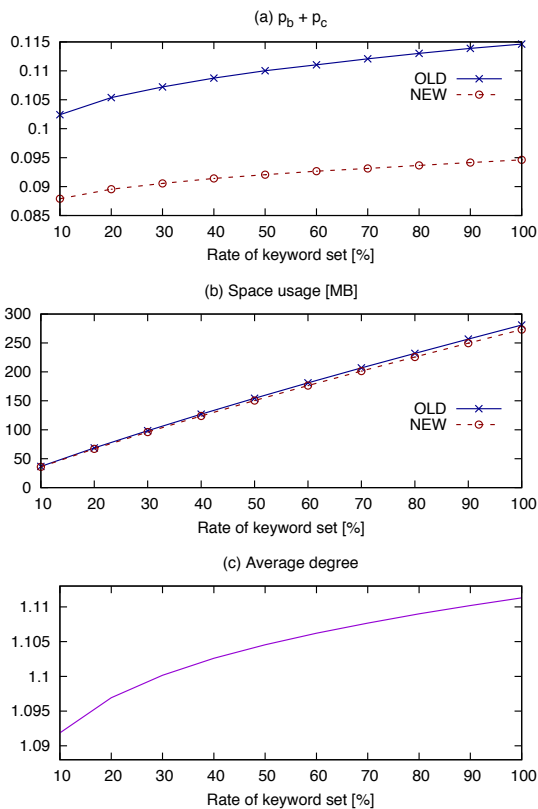 (a) p_b + p_c
0.115
0.11
0.105
0.1
0.095
0.09
0.085
OLD
NEW
10 20 30 40 50 60 70 80 90 100
Rate of keyword set [%]
(b) Space usage [MB]
300
250
200
150
100
50
0
OLD
NEW
10 20 30 40 50 60 70 80 90 100
Rate of keyword set [%]
(c) Average degree
1.11
1.105
1.1
1.095
1.09
10 20 30 40 50 60 70 80 90 100
Rate of keyword set [%]